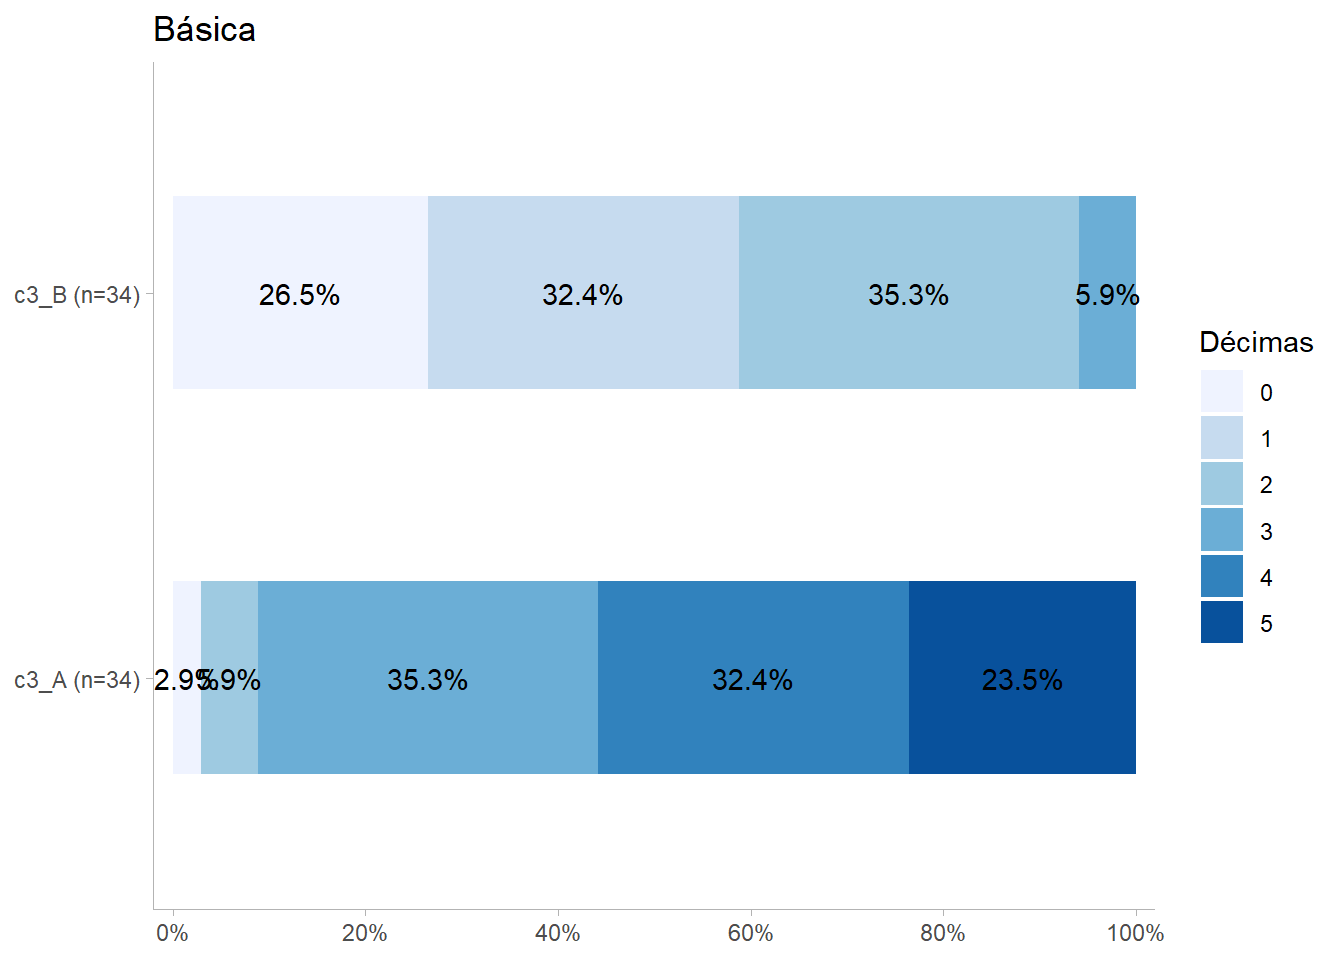 Básica
c3_B (n=34)
26.5% 32.4% 35.3% 5.9%
c3_A (n=34)
2.9% 5.9% 35.3% 32.4% 23.5%
0% 20% 40% 60% 80% 100%
Décimas
0
1
2
3
4
5